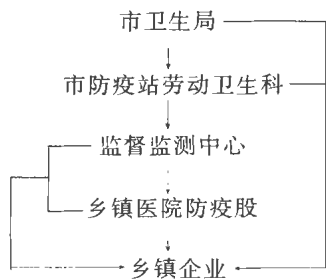 市卫生局
市防疫站劳动卫生科
监督监测中心
乡镇医院防疫股
乡镇企业